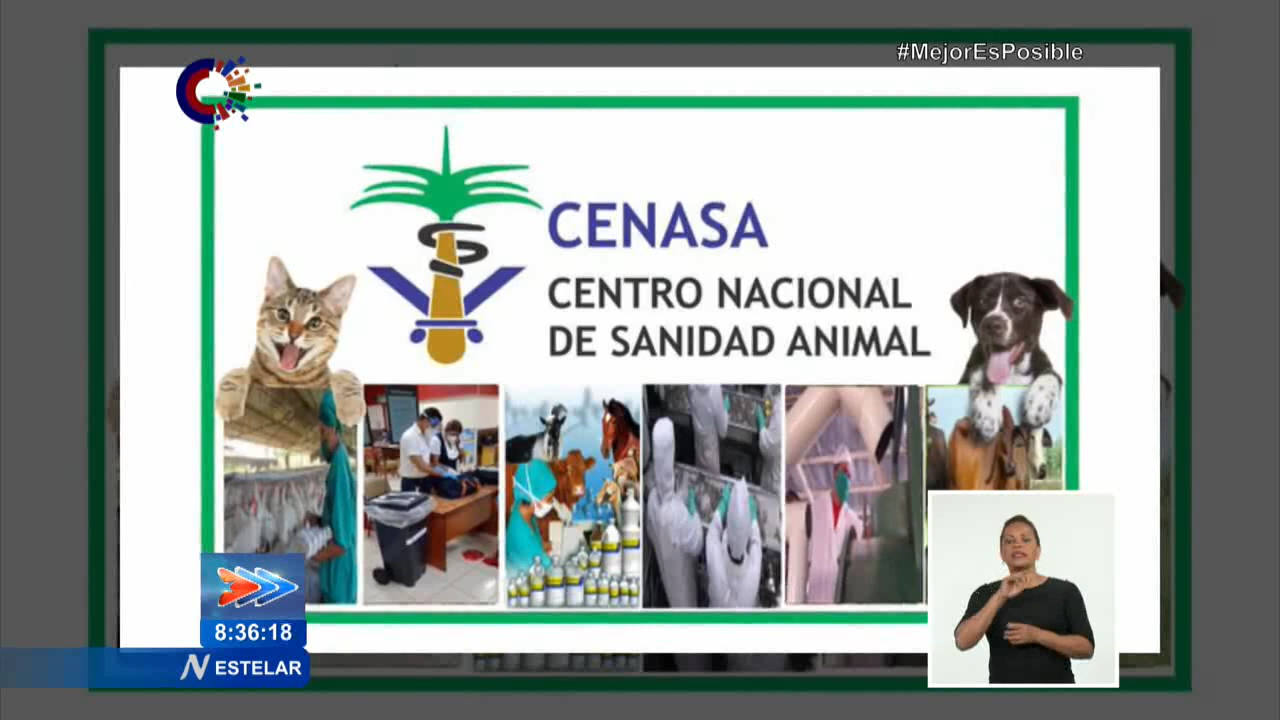 #MejorEsPosible
CENASA
CENTRO NACIONAL
DE SANIDAD ANIMAL
8:36:18
N ESTELAR